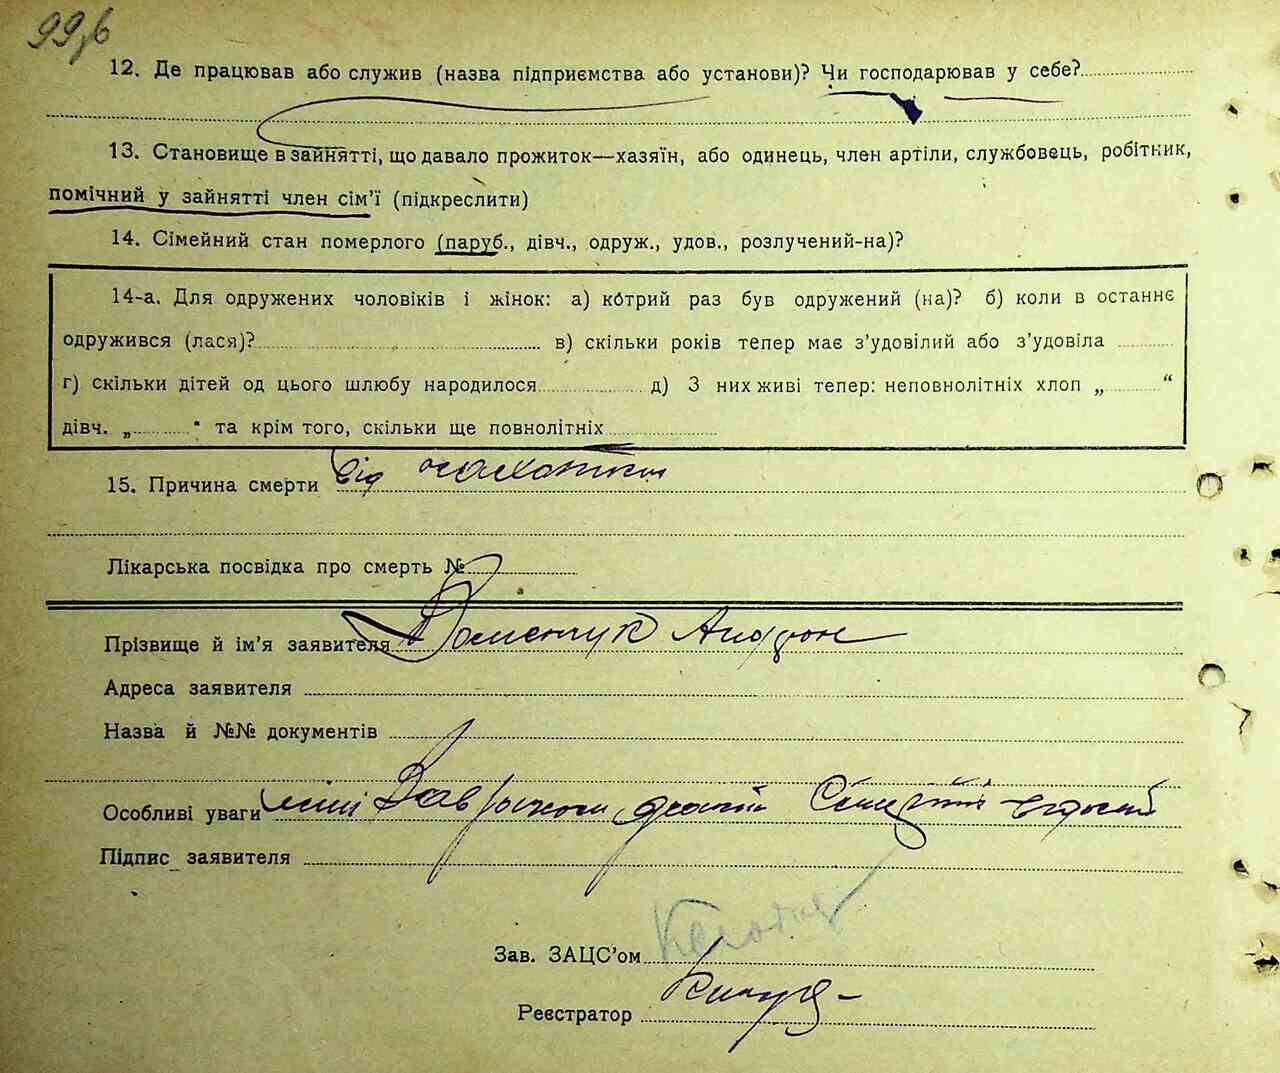 99зв
12. Де працював або служив (назва підприємства або установи)? Чи господарював у себе?
13. Становище в зайнятті, що давало прожиток—хазяїн, або одинець, член артіли, службовець, робітник,
помічний у зайнятті член сім'ї (підкреслити)
14. Сімейний стан померлого (паруб., дівч., одруж., удов., розлучений-на)?
14-а. Для одружених чоловіків і жінок: а) котрий раз був одружений (на)? б) коли в останнє
одружився (лася)? в) скільки років тепер має з'удовілий або з'удовіла
г) скільки дітей од цього шлюбу народилося д) З них живі тепер: неповнолітніх хлоп „ “
дівч. „ “ та крім того, скільки ще повнолітніх
15. Причина смерти Від
Лікарська посвідка про смерть №
Прізвище й ім'я заявителя Доменчук Андрон
Адреса заявителя
Назва й №№ документів
Особливі уваги
Підпис заявителя
Зав. ЗАЦС'ом
Реєстратор